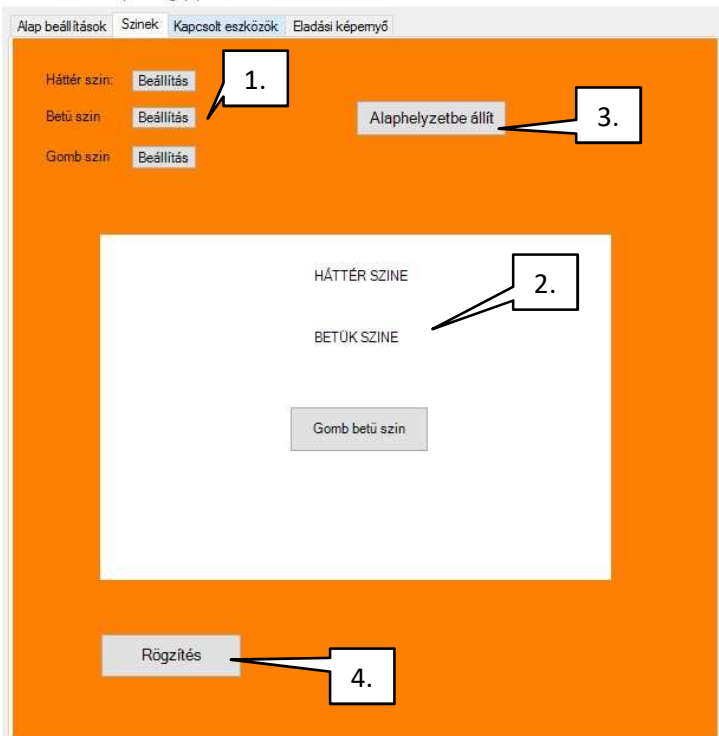 Alap beállítások Szinek Kapcsolt eszközök Eladási képernyő
Háttér szin: Beállítás 1.
Betü szin Beállítás Alaphelyzetbe állít 3.
Gomb szin Beállítás
HÁTTÉR SZINE 2.
BETÜK SZINE
Gomb betü szin
Rögzítés 4.